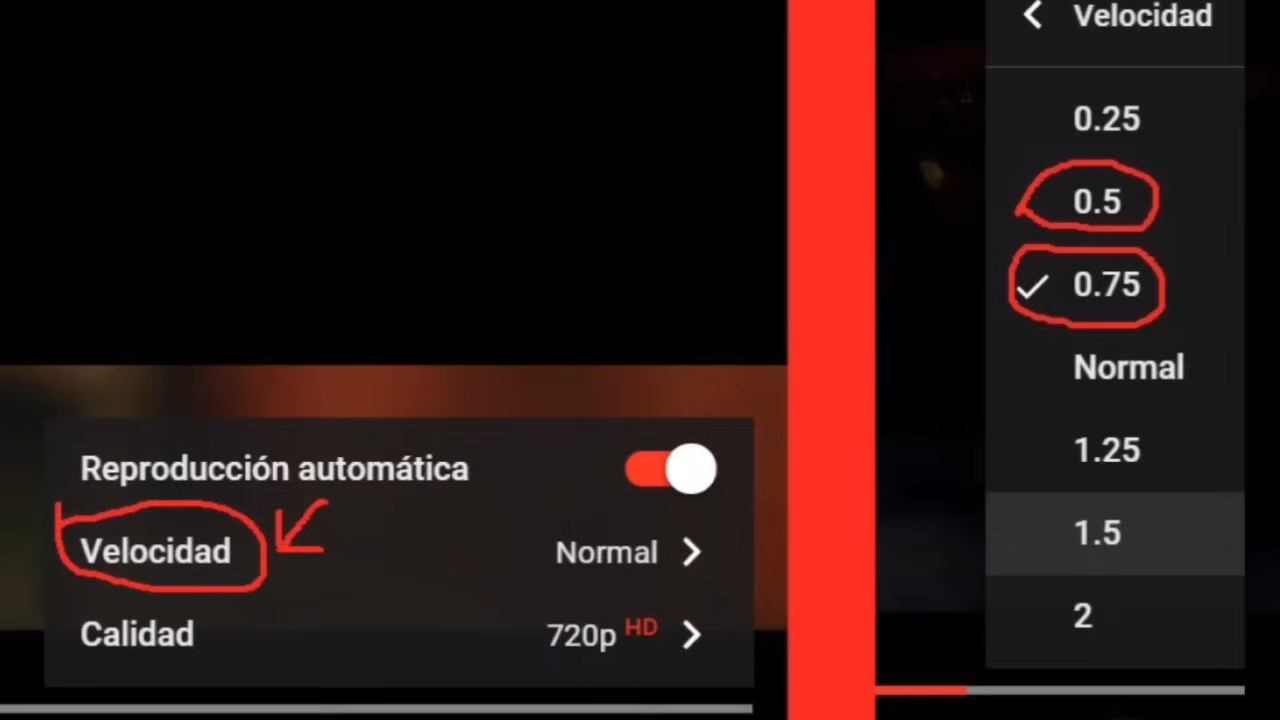 Reproducción automática
Velocidad Normal
Calidad 720p HD
Velocidad
0.25
0.5
0.75
Normal
1.25
1.5
2